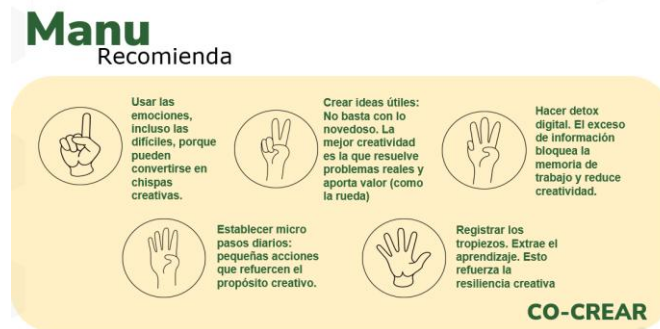 Manu
Recomienda
Usar las
emociones,
incluso las
difíciles, porque
pueden
convertirse en
chispas
creativas.
Crear ideas útiles:
No basta con lo
novedoso. La
mejor creatividad
es la que resuelve
problemas reales y
aporta valor (como
la rueda)
Hacer detox
digital. El exceso
de información
bloquea la
memoria de
trabajo y reduce
creatividad.
Establecer micro
pasos diarios:
pequeñas acciones
que refuercen el
propósito creativo.
Registrar los
tropiezos. Extrae el
aprendizaje. Esto
refuerza la
resiliencia creativa
CO-CREAR